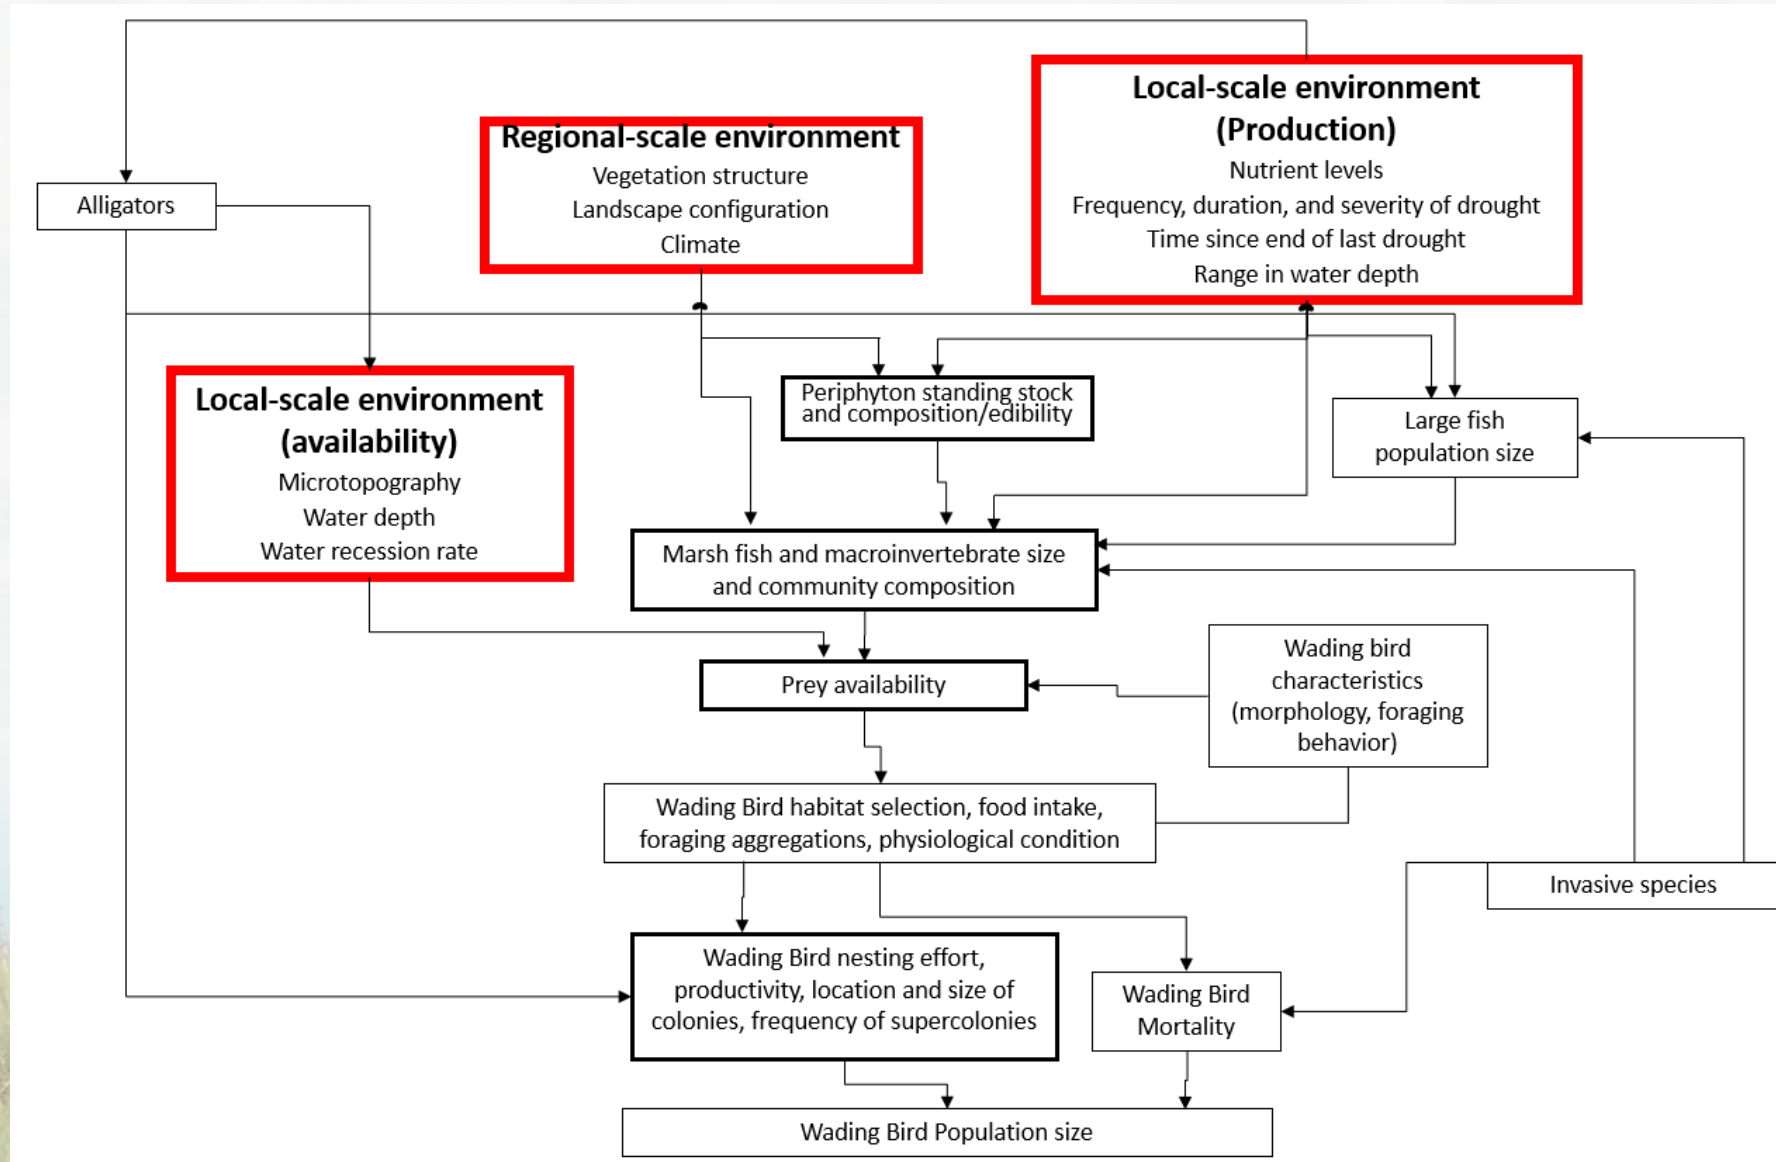 Local-scale environment
(Production)
Nutrient levels
Frequency, duration, and severity of drought
Time since end of last drought
Range in water depth
Regional-scale environment
Vegetation structure
Landscape configuration
Climate
Alligators
Local-scale environment
(availability)
Microtopography
Water depth
Water recession rate
Periphyton standing stock
and composition/edibility
Large fish
population size
Marsh fish and macroinvertebrate size
and community composition
Prey availability
Wading bird
characteristics
(morphology, foraging
behavior)
Wading Bird habitat selection, food intake,
foraging aggregations, physiological condition
Invasive species
Wading Bird nesting effort,
productivity, location and size of
colonies, frequency of supercolonies
Wading Bird
Mortality
Wading Bird Population size